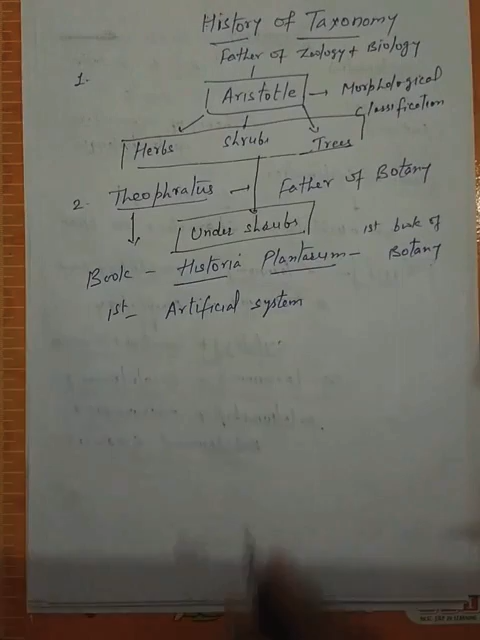 History of Taxonomy
Father of Zoology + Biology
1.
Aristotle → Morphological
classification
Herbs shrubs Trees
2. Theophratus → Father of Botany
Under shrubs
Book - Historia Plantarum - 1st book of
Botany
1st - Artificial system